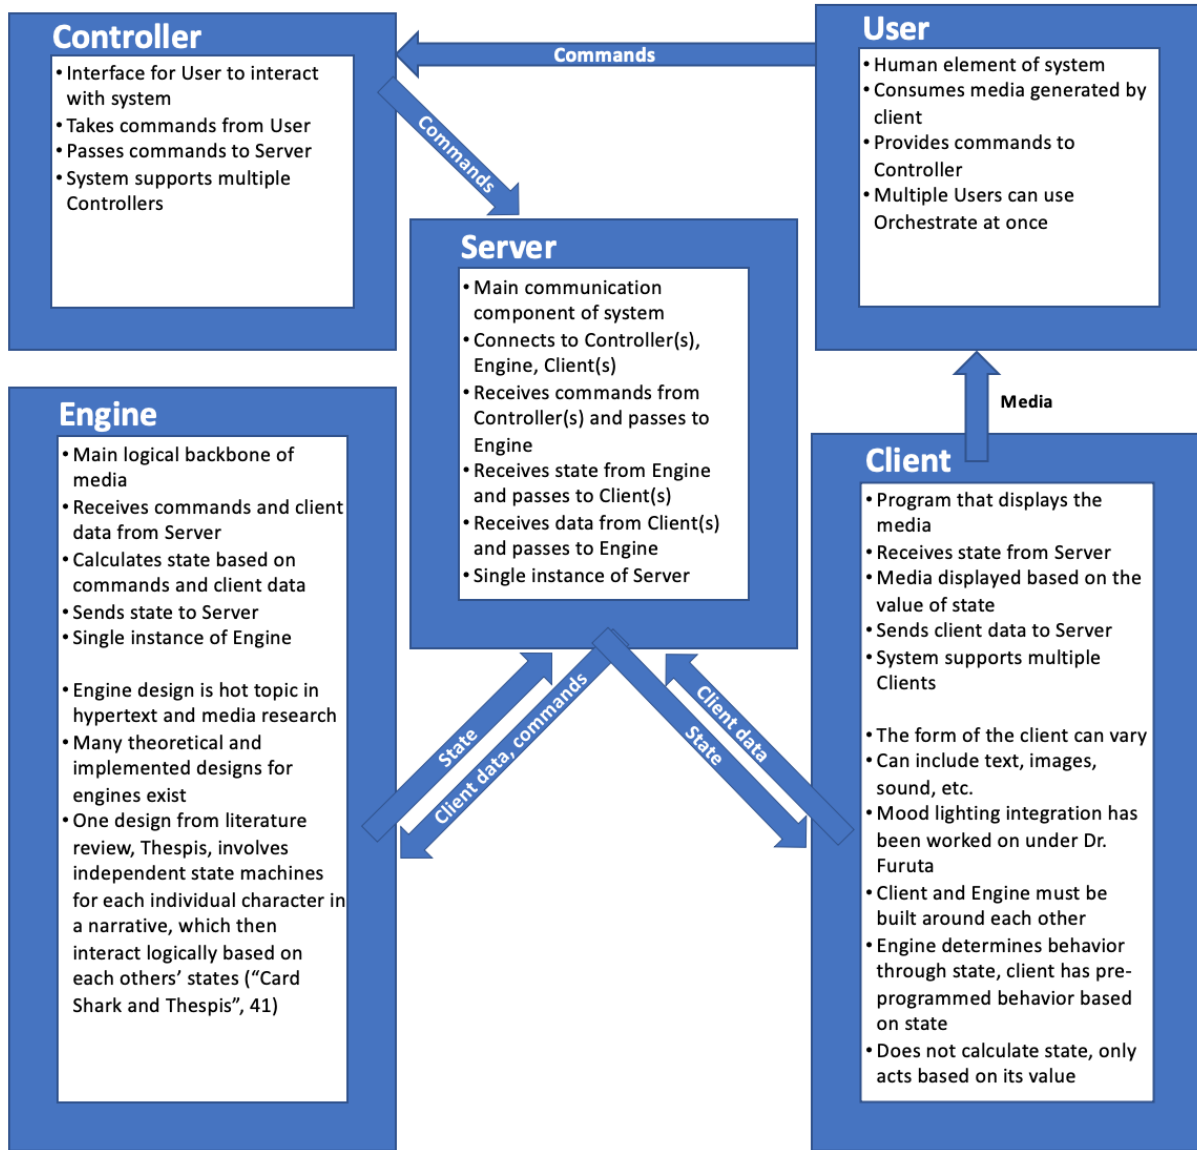 Controller
• Interface for User to interact
with system
• Takes commands from User
• Passes commands to Server
• System supports multiple
Controllers
Commands
User
• Human element of system
• Consumes media generated by
client
• Provides commands to
Controller
• Multiple Users can use
Orchestrate at once
Commands
Server
• Main communication
component of system
• Connects to Controller(s),
Engine, Client(s)
• Receives commands from
Controller(s) and passes to
Engine
• Receives state from Engine
and passes to Client(s)
• Receives data from Client(s)
and passes to Engine
• Single instance of Server
Media
Engine
• Main logical backbone of
media
• Receives commands and client
data from Server
• Calculates state based on
commands and client data
• Sends state to Server
• Single instance of Engine
• Engine design is hot topic in
hypertext and media research
• Many theoretical and
implemented designs for
engines exist
• One design from literature
review, Thespis, involves
independent state machines
for each individual character in
a narrative, which then
interact logically based on
each others’ states (“Card
Shark and Thespis”, 41)
State
Client data, commands
Client data
State
Client
• Program that displays the
media
• Receives state from Server
• Media displayed based on the
value of state
• Sends client data to Server
• System supports multiple
Clients
• The form of the client can vary
• Can include text, images,
sound, etc.
• Mood lighting integration has
been worked on under Dr.
Furuta
• Client and Engine must be
built around each other
• Engine determines behavior
through state, client has pre-
programmed behavior based
on state
• Does not calculate state, only
acts based on its value